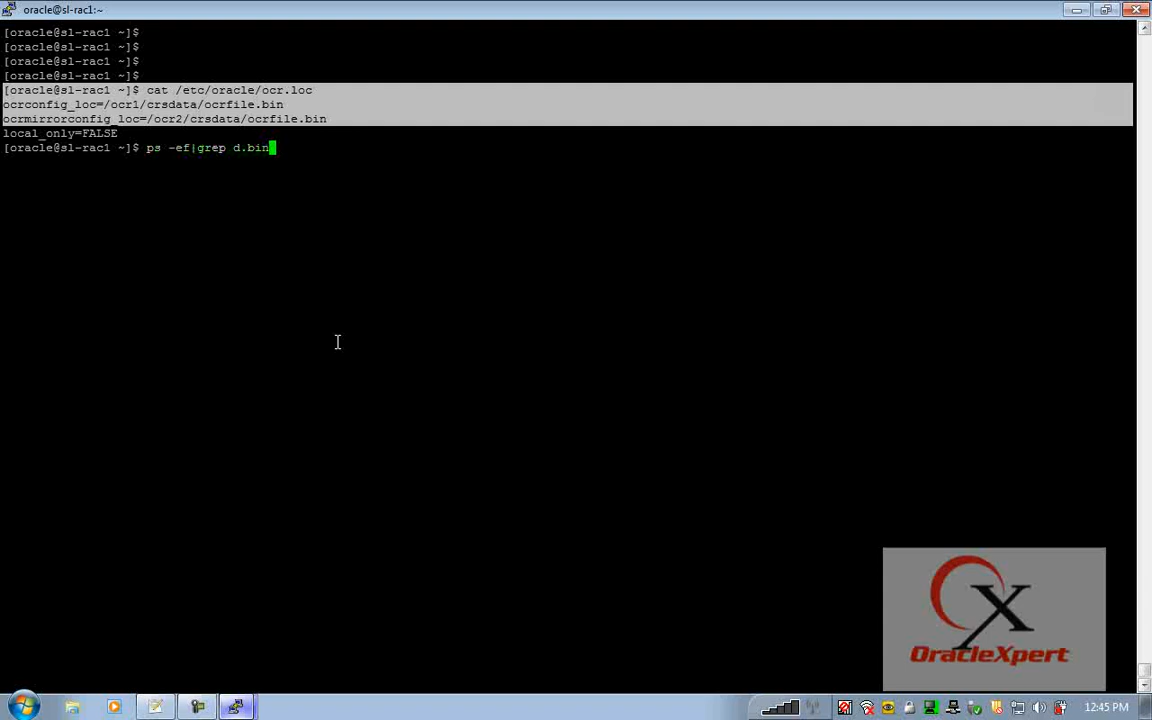 oracle@sl-rac1:~
[oracle@sl-rac1 ~]$
[oracle@sl-rac1 ~]$
[oracle@sl-rac1 ~]$
[oracle@sl-rac1 ~]$
[oracle@sl-rac1 ~]$ cat /etc/oracle/ocr.loc
ocrconfig_loc=/ocr1/crsdata/ocrfile.bin
ocrmirrorconfig_loc=/ocr2/crsdata/ocrfile.bin
local_only=FALSE
[oracle@sl-rac1 ~]$ ps -ef|grep d.bin
X
OracleXpert
12:45 PM